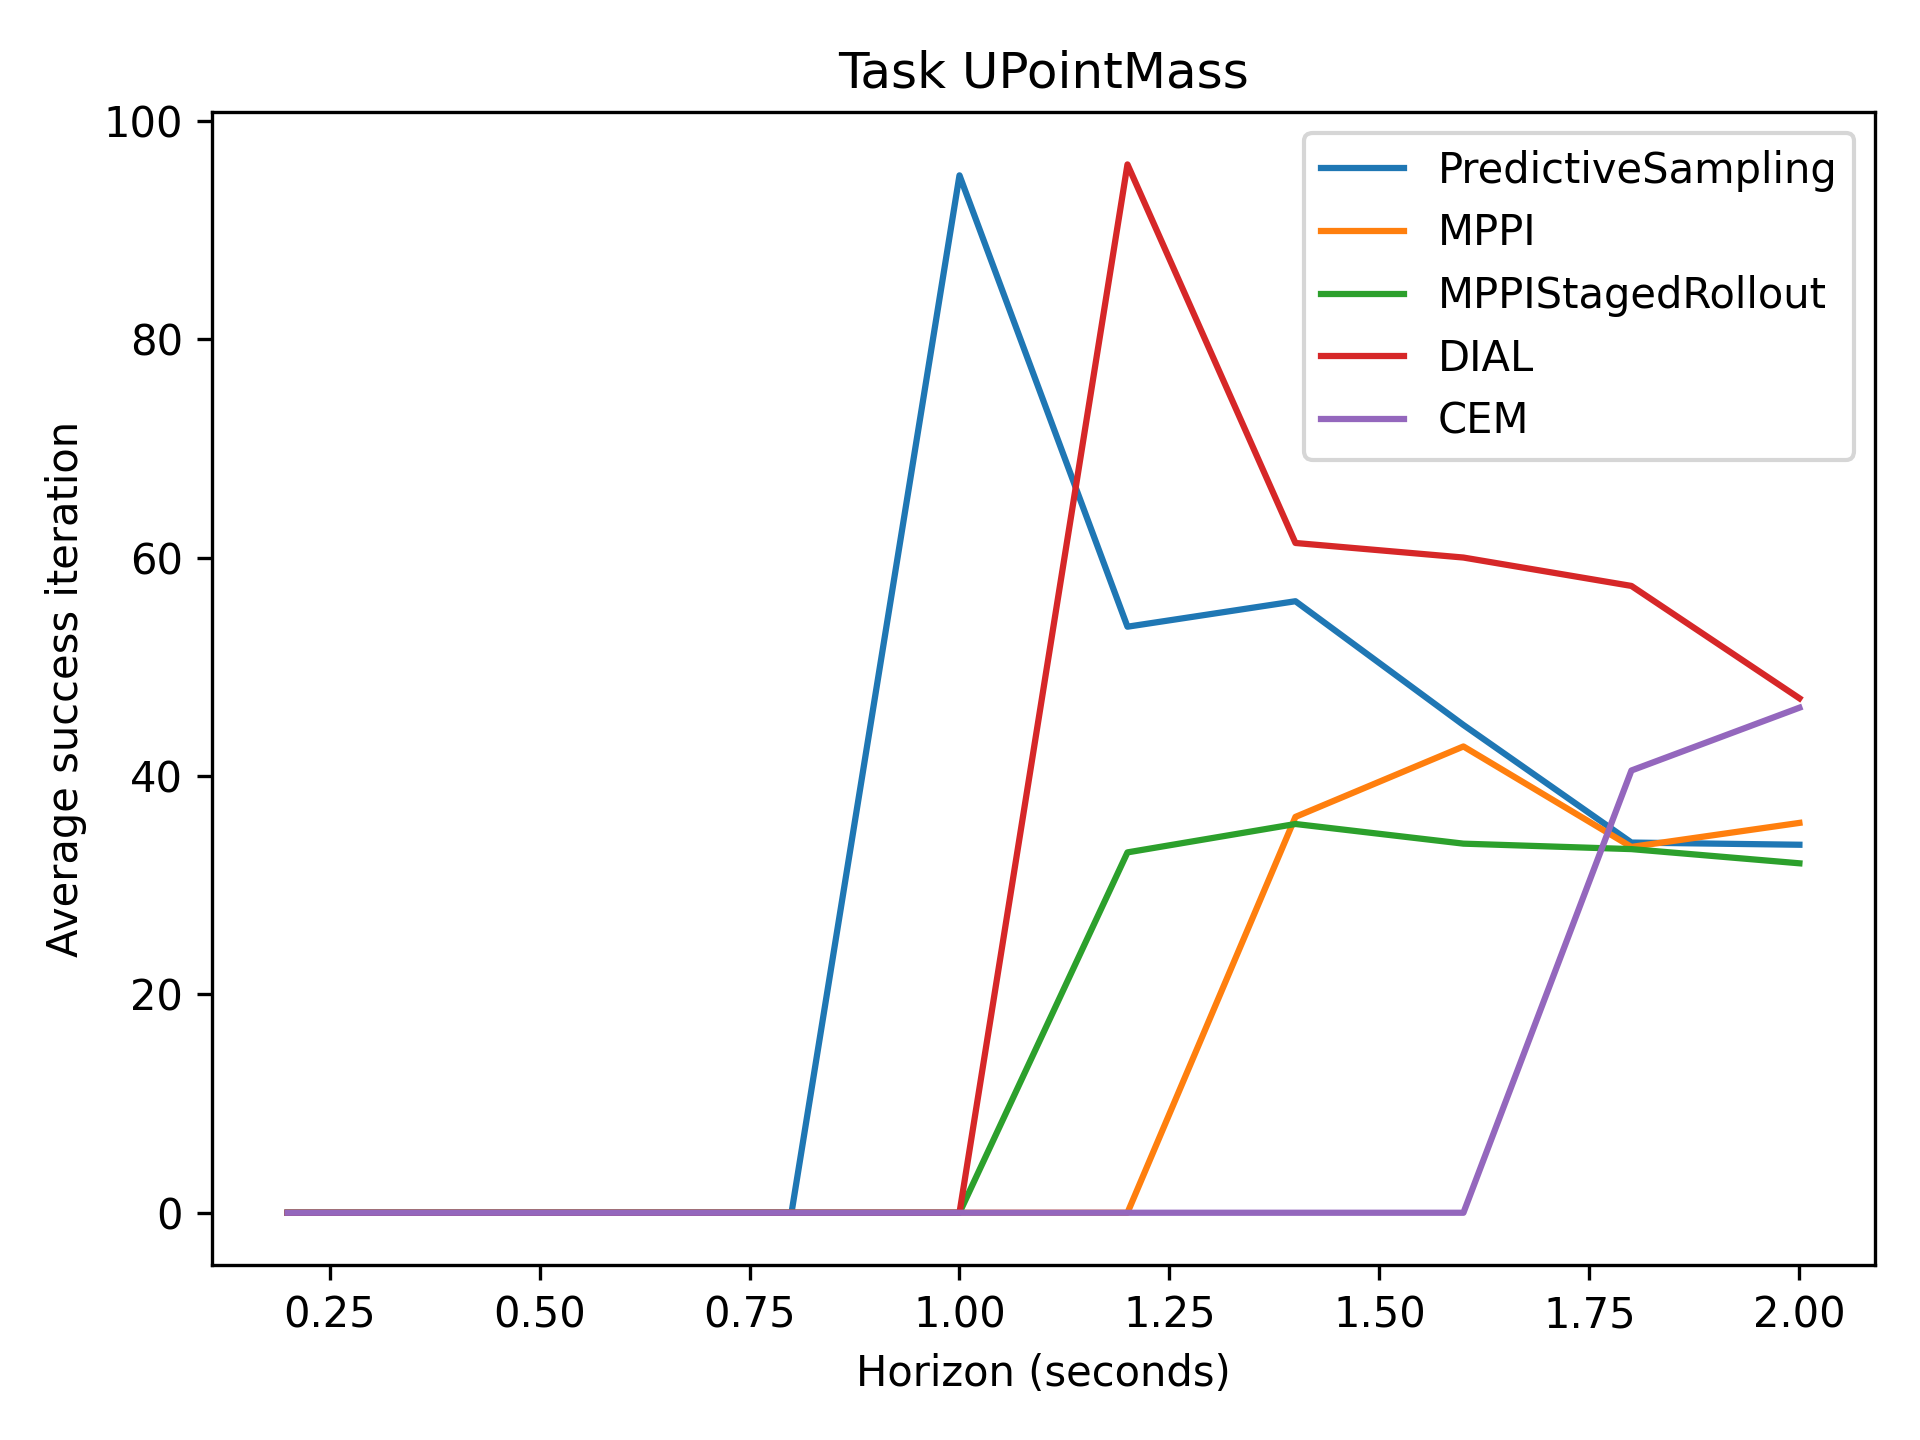 Task UPointMass
100
80
60
40
20
0
Average success iteration
PredictiveSampling
MPPI
MPPIStagedRollout
DIAL
CEM
0.25 0.50 0.75 1.00 1.25 1.50 1.75 2.00
Horizon (seconds)